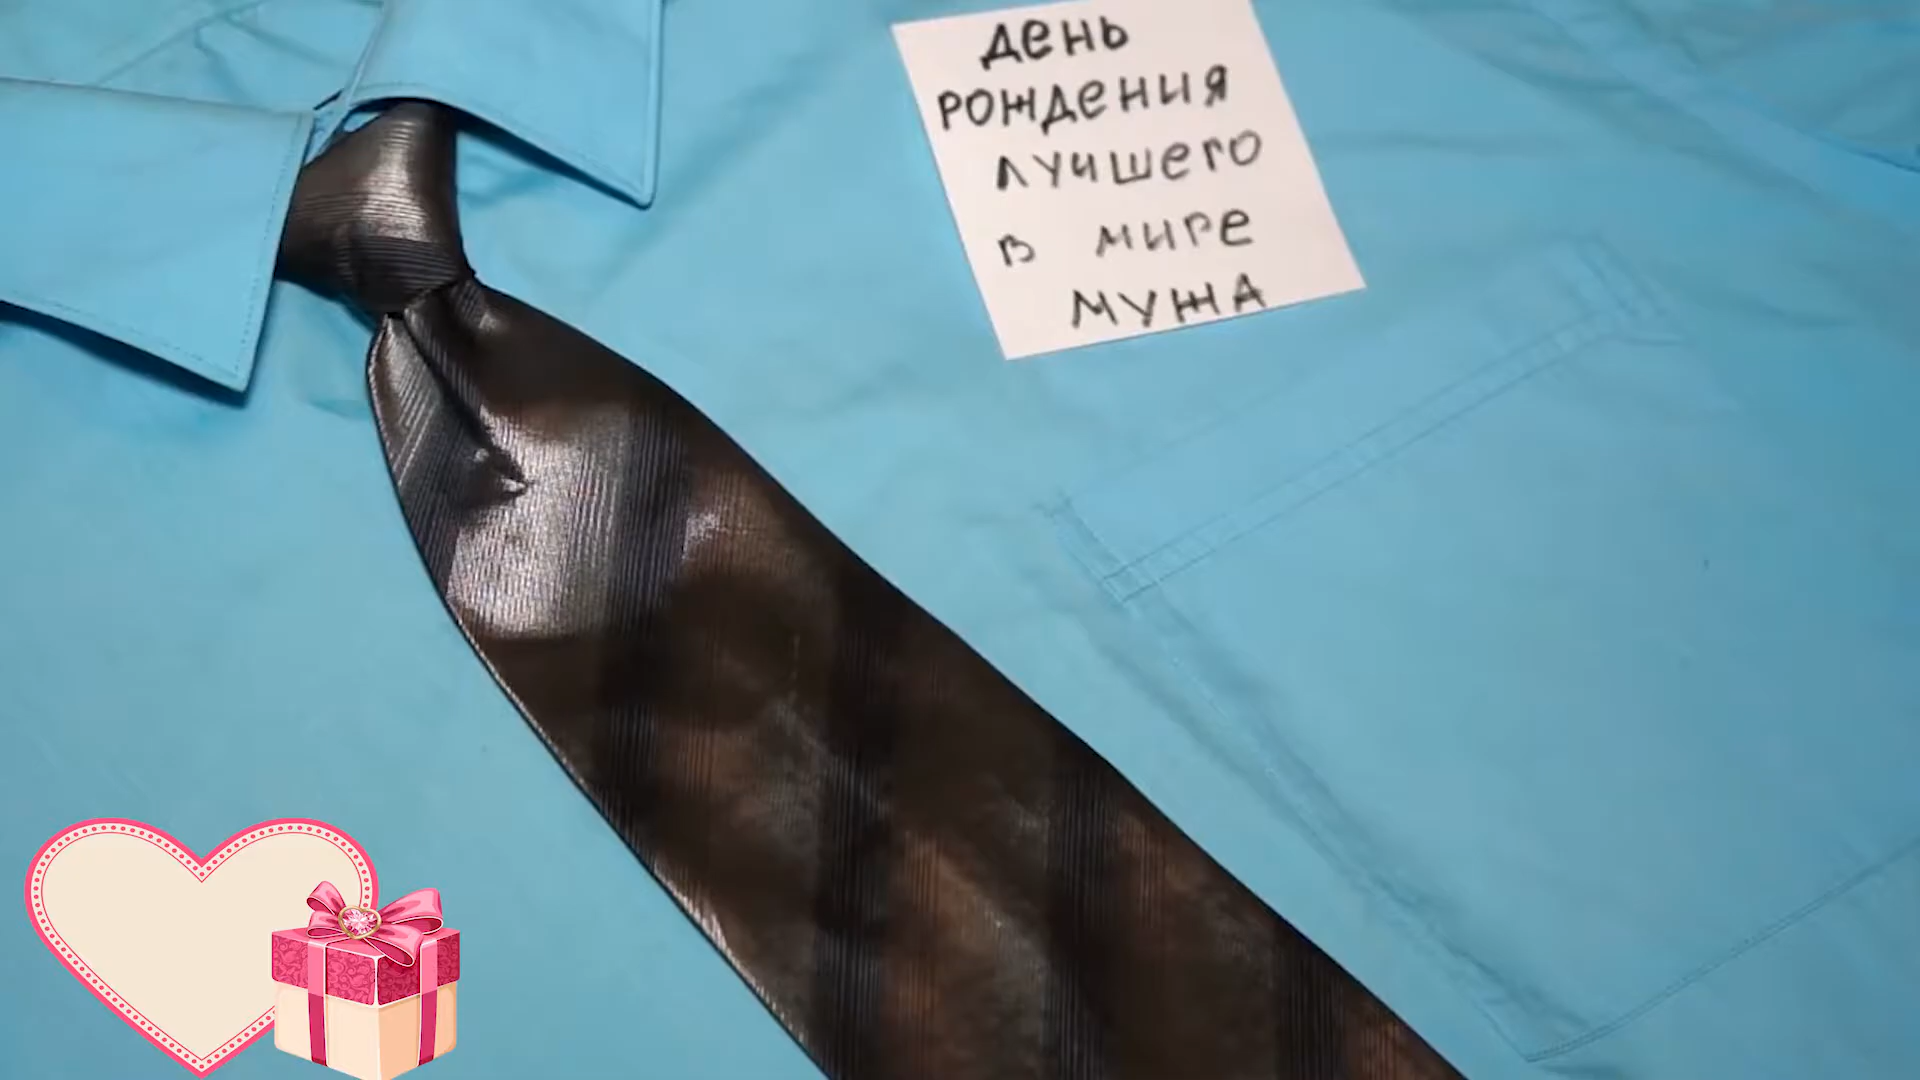 день
рождения
лучшего
в мире
мужа